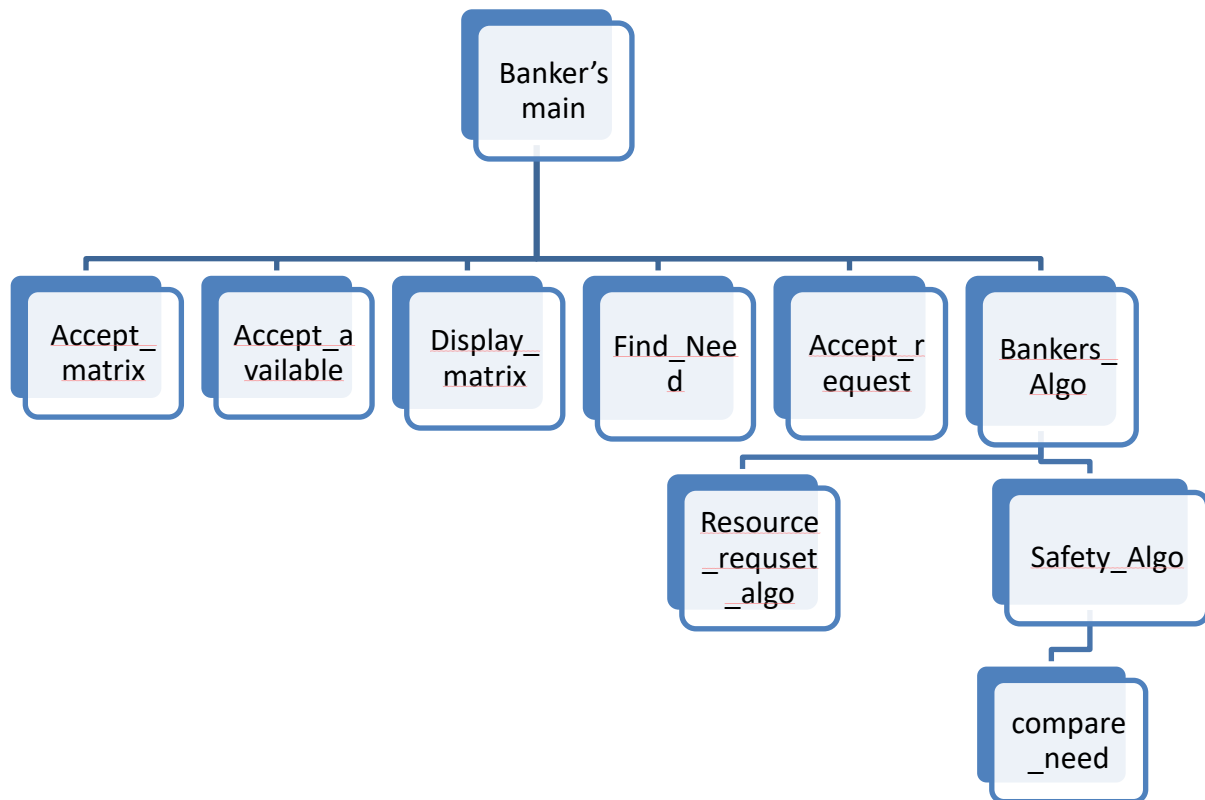 Banker’s
main
Accept_
matrix
Accept_a
vailable
Display_
matrix
Find_Nee
d
Accept_r
equest
Bankers_
Algo
Resource
_requset
_algo
Safety_Algo
compare
_need